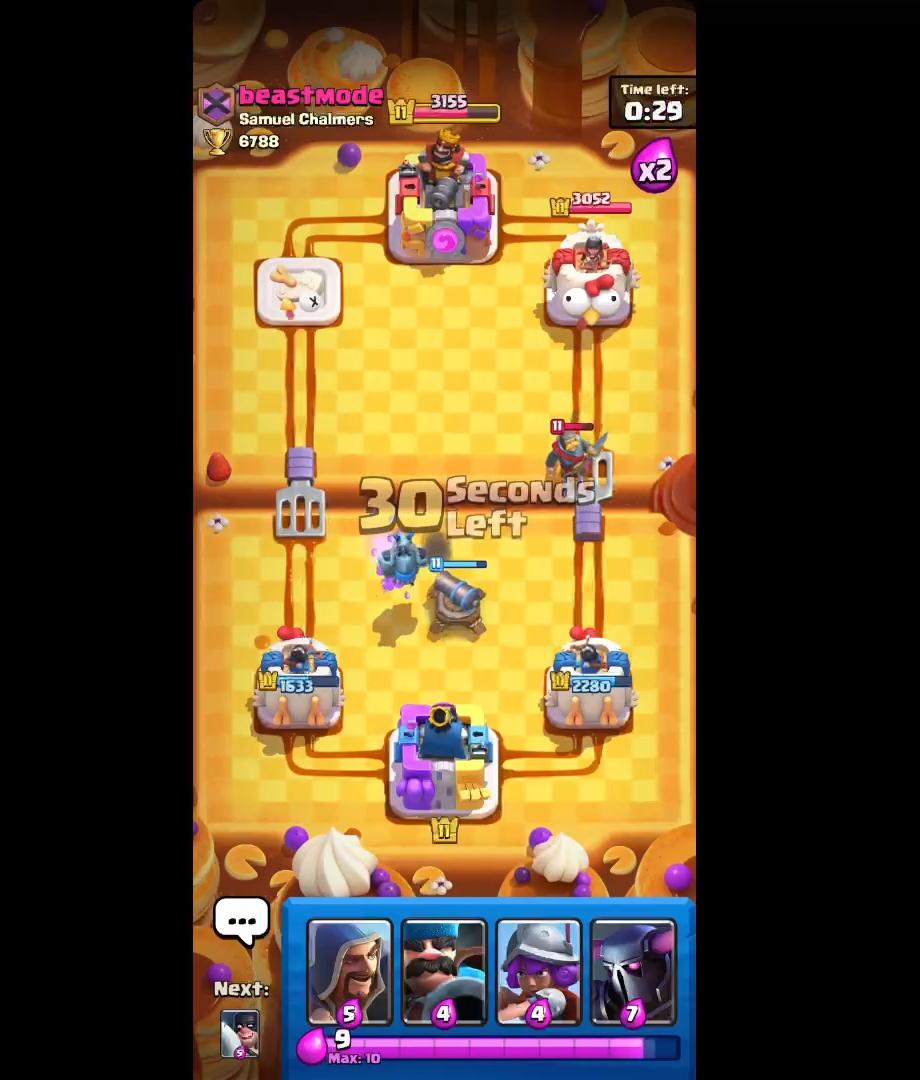 beastmode
11
3155
Time left:
Samuel Chalmers
0:29
6788
x2
3052
11
30 Seconds
Left
11
1633
2280
11
...
5
4
4
7
Next:
5
9
Max: 10